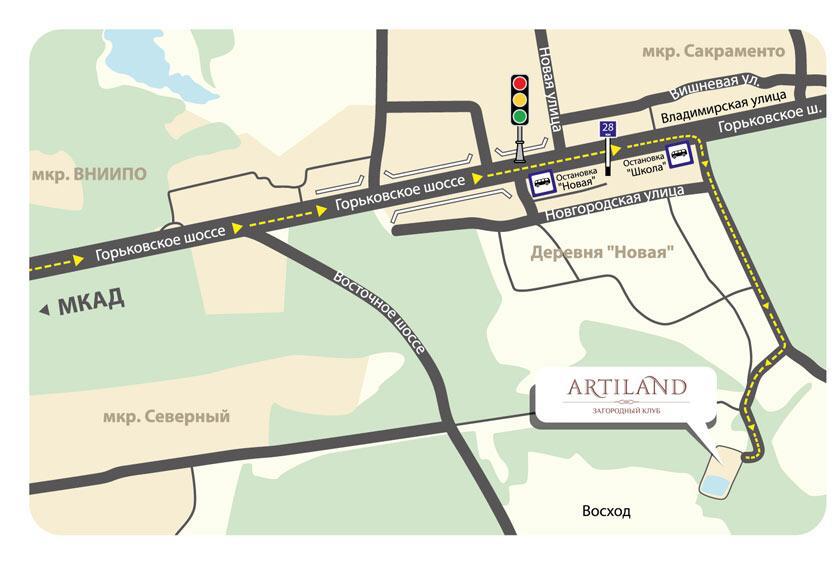 мкр. Сакраменто
Новая улица
Вишневая ул.
Владимирская улица
Горьковское ш.
28
км
Остановка
"Школа"
Остановка
"Новая"
мкр. ВНИИПО
Горьковское шоссе
Новгородская улица
Горьковское шоссе
Деревня "Новая"
МКАД
Восточное шоссе
ARTILAND
ЗАГОРОДНЫЙ КЛУБ
мкр. Северный
Восход